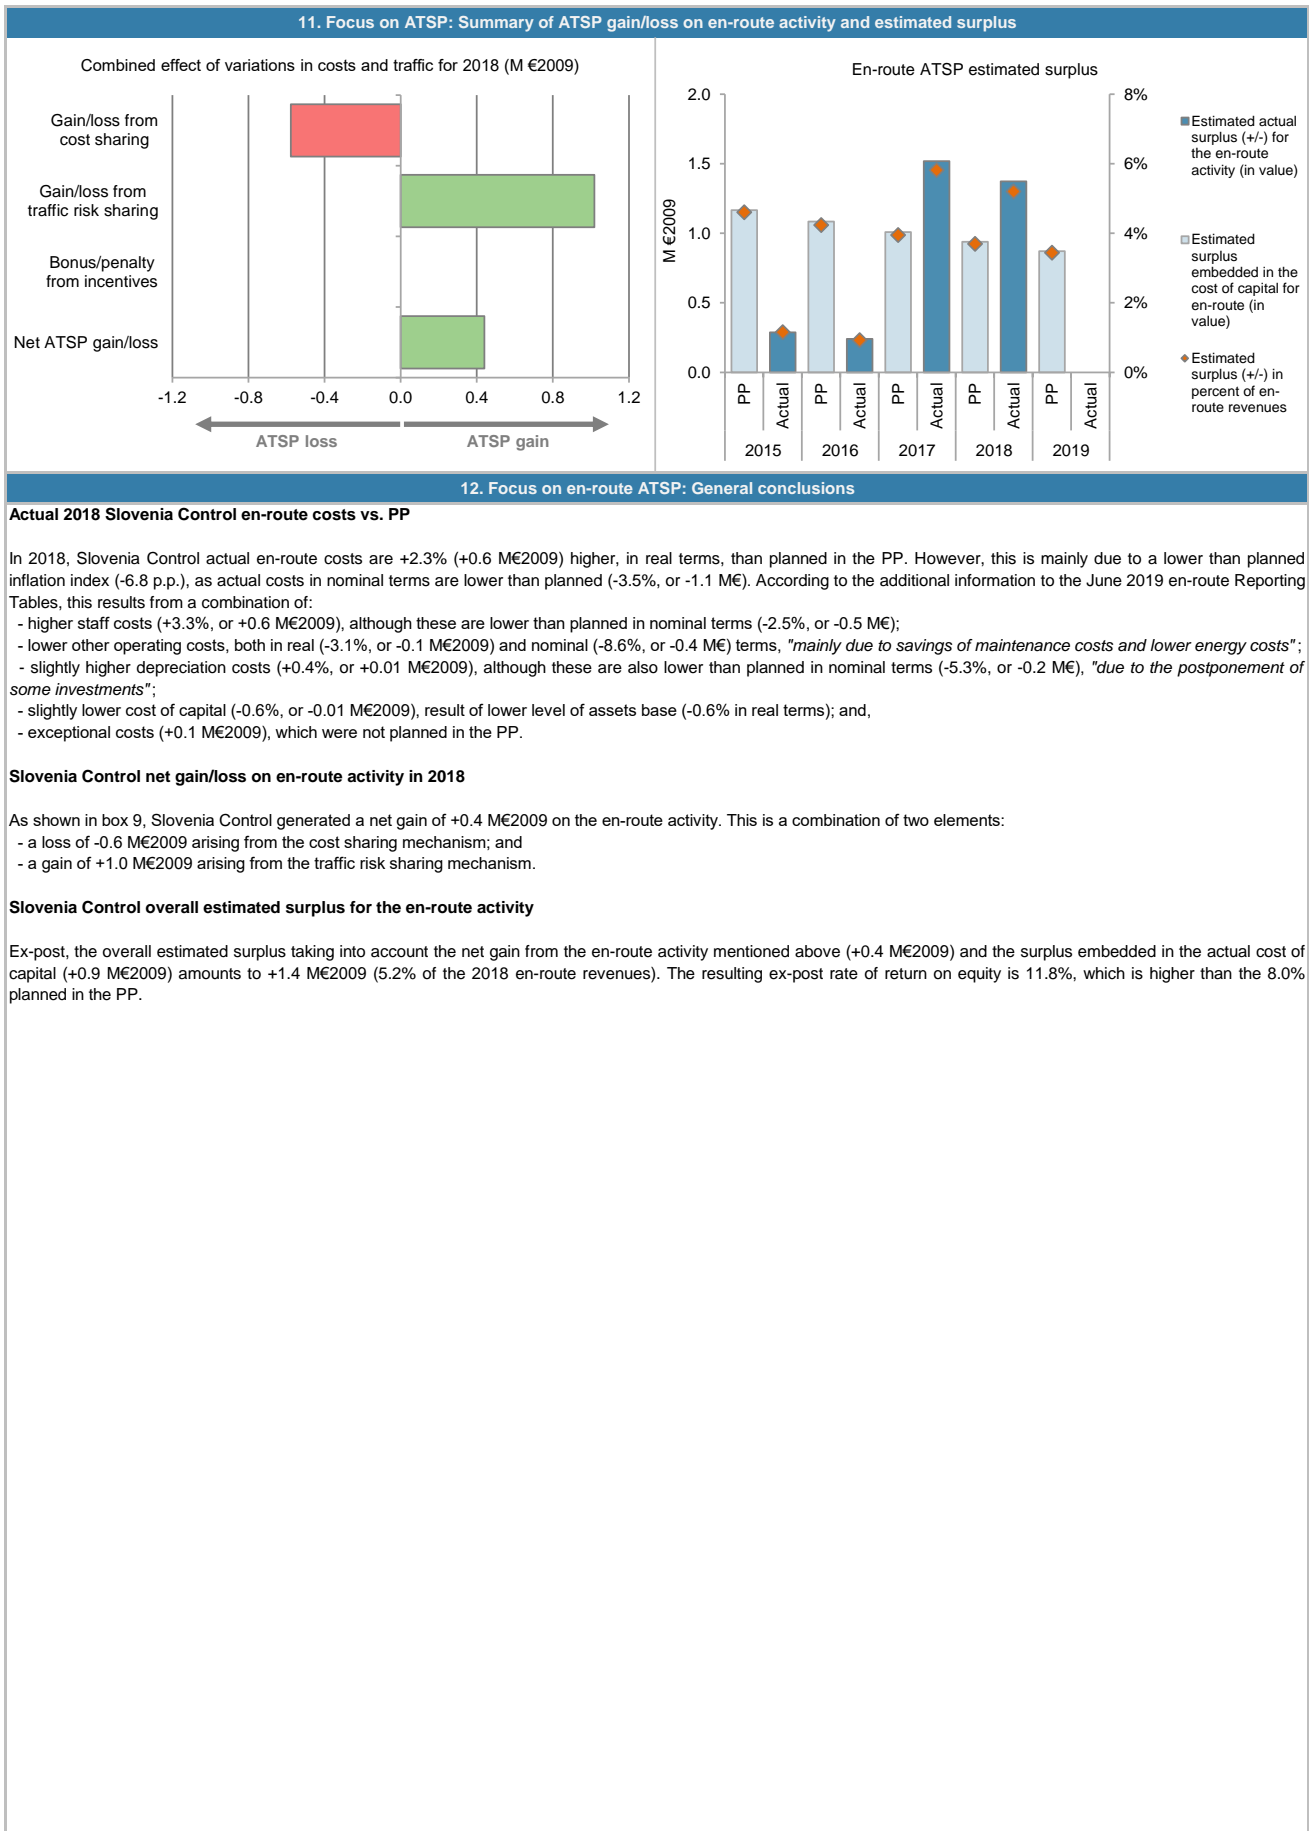 11. Focus on ATSP: Summary of ATSP gain/loss on en-route activity and estimated surplus
Combined effect of variations in costs and traffic for 2018 (M €2009)
Gain/loss from
cost sharing
Gain/loss from
traffic risk sharing
Bonus/penalty
from incentives
Net ATSP gain/loss
-1.2 -0.8 -0.4 0.0 0.4 0.8 1.2
ATSP loss ATSP gain
En-route ATSP estimated surplus
M €2009
2.0
1.5
1.0
0.5
0.0
8%
6%
4%
2%
0%
PP Actual PP Actual PP Actual PP Actual PP Actual
2015 2016 2017 2018 2019
Estimated actual
surplus (+/-) for
the en-route
activity (in value)
Estimated
surplus
embedded in the
cost of capital for
en-route (in
value)
Estimated
surplus (+/-) in
percent of en-
route revenues
12. Focus on en-route ATSP: General conclusions
Actual 2018 Slovenia Control en-route costs vs. PP
In 2018, Slovenia Control actual en-route costs are +2.3% (+0.6 M€2009) higher, in real terms, than planned in the PP. However, this is mainly due to a lower than planned
inflation index (-6.8 p.p.), as actual costs in nominal terms are lower than planned (-3.5%, or -1.1 M€). According to the additional information to the June 2019 en-route Reporting
Tables, this results from a combination of:
- higher staff costs (+3.3%, or +0.6 M€2009), although these are lower than planned in nominal terms (-2.5%, or -0.5 M€);
- lower other operating costs, both in real (-3.1%, or -0.1 M€2009) and nominal (-8.6%, or -0.4 M€) terms, "mainly due to savings of maintenance costs and lower energy costs";
- slightly higher depreciation costs (+0.4%, or +0.01 M€2009), although these are also lower than planned in nominal terms (-5.3%, or -0.2 M€), "due to the postponement of
some investments";
- slightly lower cost of capital (-0.6%, or -0.01 M€2009), result of lower level of assets base (-0.6% in real terms); and,
- exceptional costs (+0.1 M€2009), which were not planned in the PP.
Slovenia Control net gain/loss on en-route activity in 2018
As shown in box 9, Slovenia Control generated a net gain of +0.4 M€2009 on the en-route activity. This is a combination of two elements:
- a loss of -0.6 M€2009 arising from the cost sharing mechanism; and
- a gain of +1.0 M€2009 arising from the traffic risk sharing mechanism.
Slovenia Control overall estimated surplus for the en-route activity
Ex-post, the overall estimated surplus taking into account the net gain from the en-route activity mentioned above (+0.4 M€2009) and the surplus embedded in the actual cost of
capital (+0.9 M€2009) amounts to +1.4 M€2009 (5.2% of the 2018 en-route revenues). The resulting ex-post rate of return on equity is 11.8%, which is higher than the 8.0%
planned in the PP.